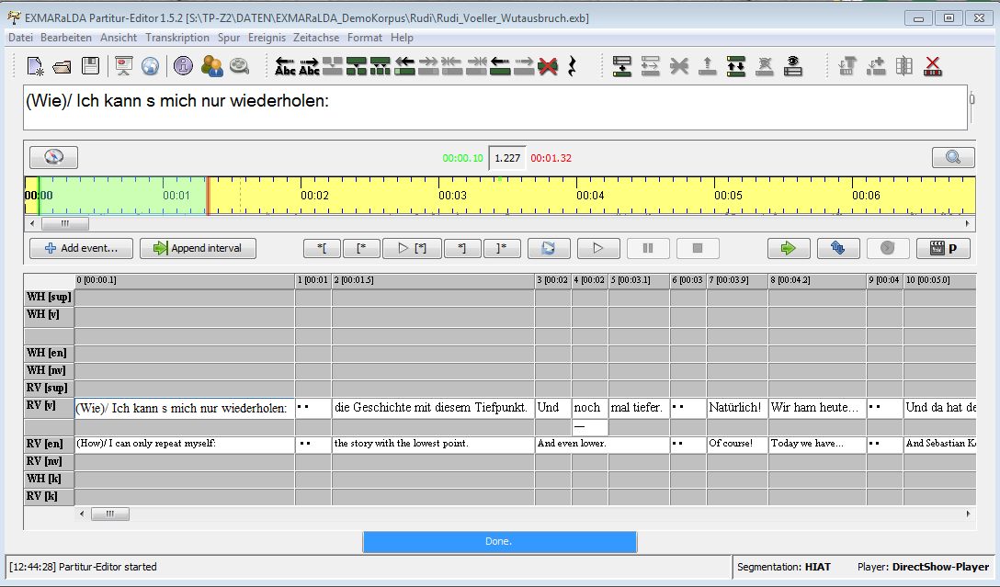 EXMARaLDA Partitur-Editor 1.5.2 [S:\TP-Z2\DATEN\EXMARaLDA_DemoKorpus\Rudi\Rudi_Voeller_Wutausbruch.exb]
Datei Bearbeiten Ansicht Transkription Spur Ereignis Zeitachse Format Help
Abc Abc
(Wie)/ Ich kann s mich nur wiederholen:
00:00.10 1.227 00:01.32
00:00 00:01 00:02 00:03 00:04 00:05 00:06
Add event... Append interval *[ [* [*] *] ]* P
0 [00:00.1] 1 [00:01 2 [00:01.5] 3 [00:02 4 [00:02 5 [00:03.1] 6 [00:03 7 [00:03.9] 8 [00:04.2] 9 [00:04 10 [00:05.0]
WH [sup]
WH [v]
WH [en]
WH [nv]
RV [sup]
RV [v] (Wie)/ Ich kann s mich nur wiederholen: •• die Geschichte mit diesem Tiefpunkt. Und noch mal tiefer. •• Natürlich! Wir ham heute... •• Und da hat de
—
RV [en] (How)/ I can only repeat myself: •• the story with the lowest point. And even lower. •• Of course! Today we have... •• And Sebastian Ke
RV [nv]
WH [k]
RV [k]
Done.
[12:44:28] Partitur-Editor started Segmentation: HIAT Player: DirectShow-Player